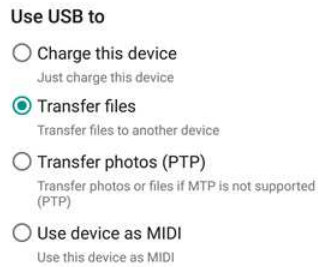 Use USB to
Charge this device
Just charge this device
Transfer files
Transfer files to another device
Transfer photos (PTP)
Transfer photos or files if MTP is not supported
(PTP)
Use device as MIDI
Use this device as MIDI